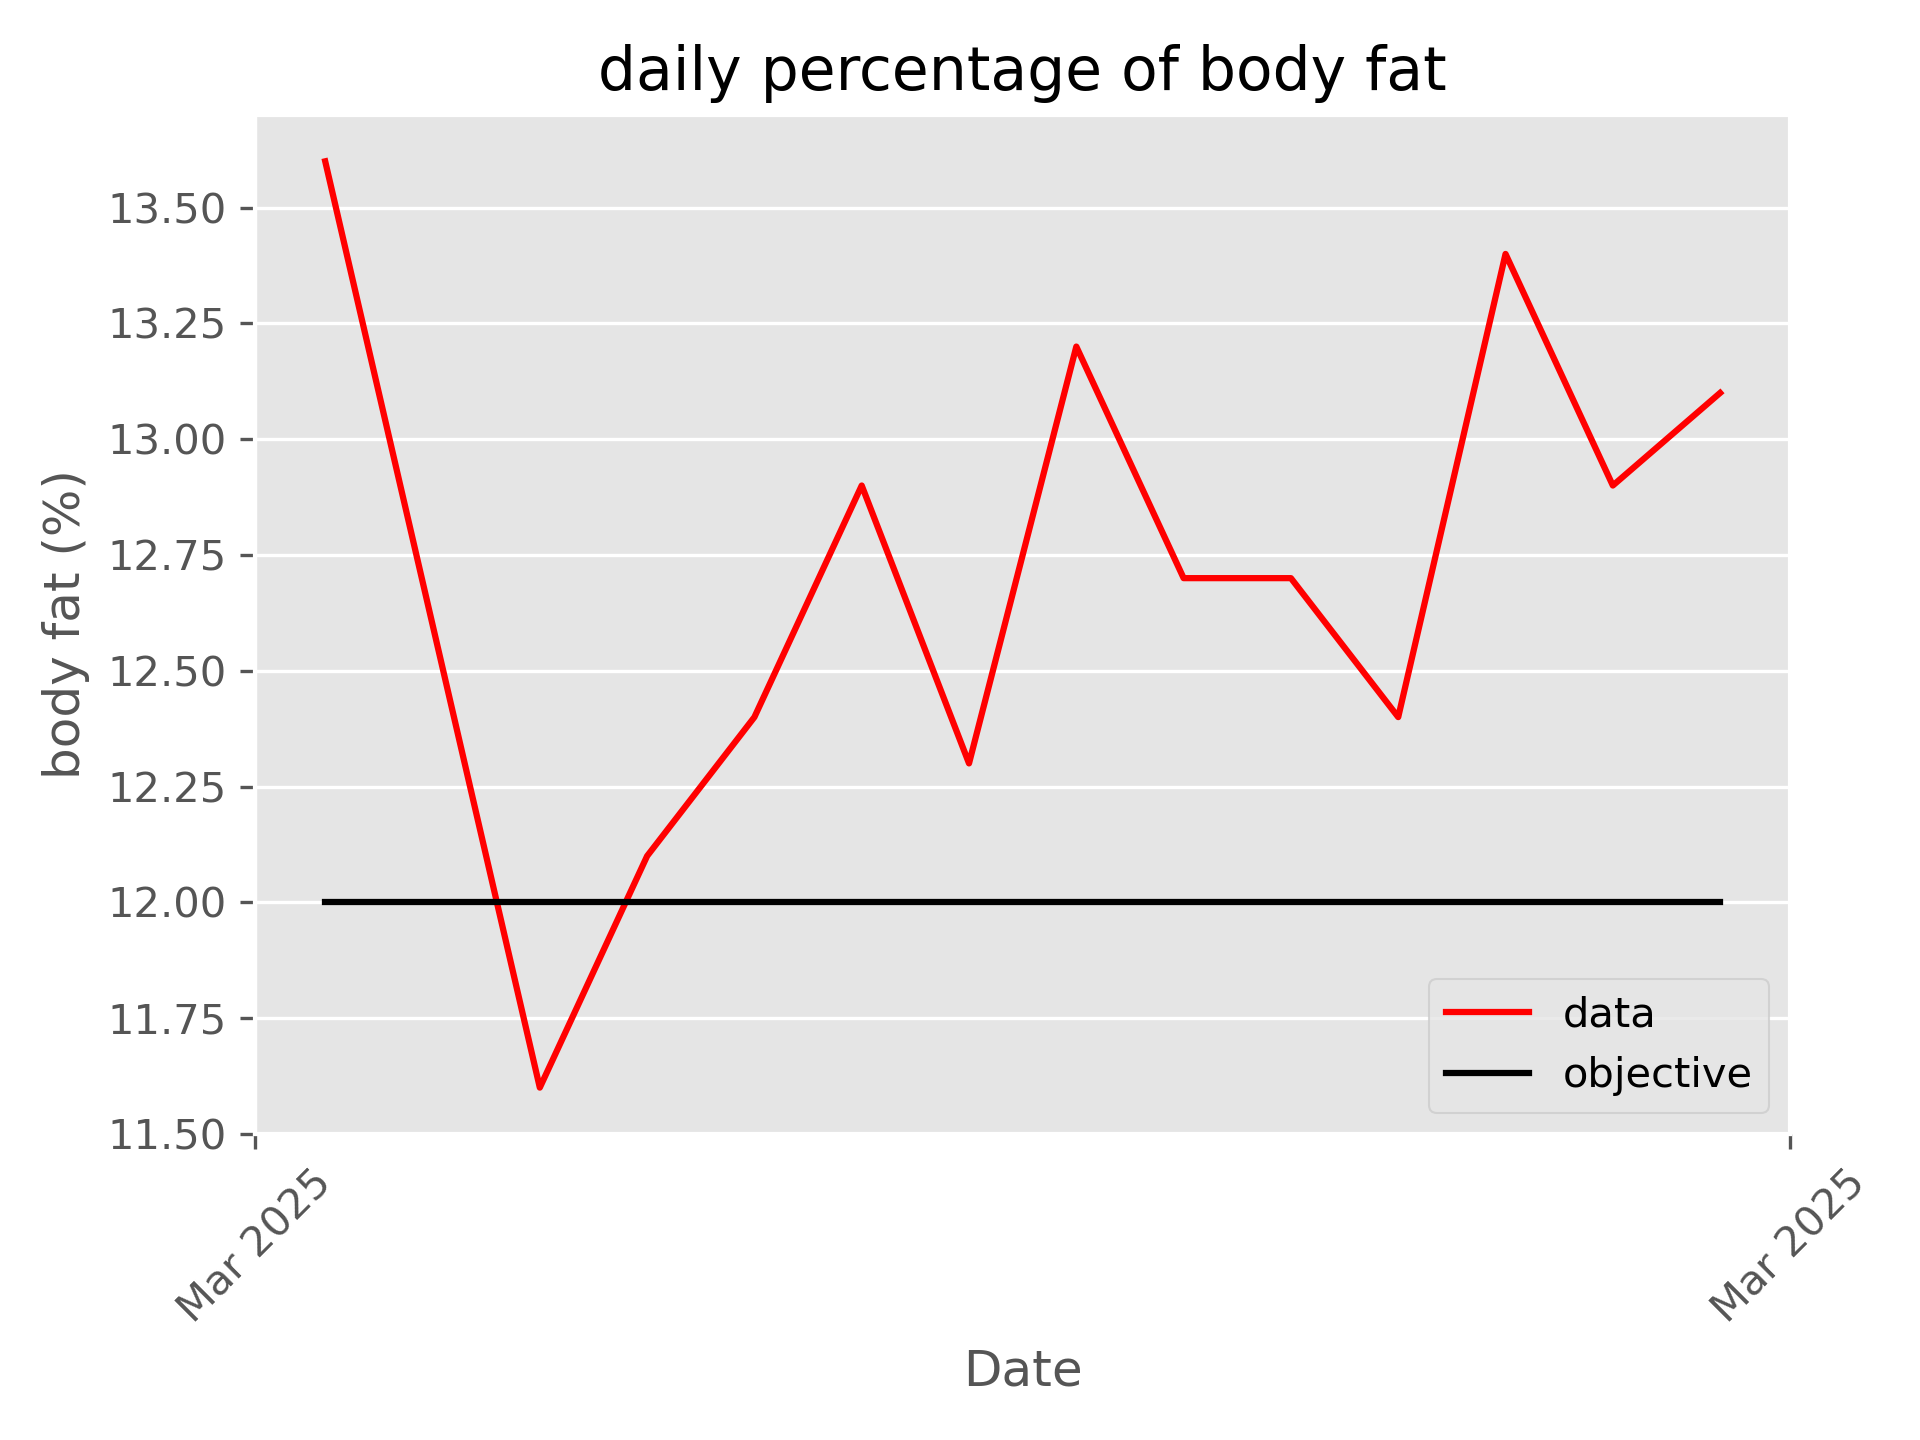 daily percentage of body fat
body fat (%)
13.50
13.25
13.00
12.75
12.50
12.25
12.00
11.75
11.50
data
objective
Mar 2025
Mar 2025
Date